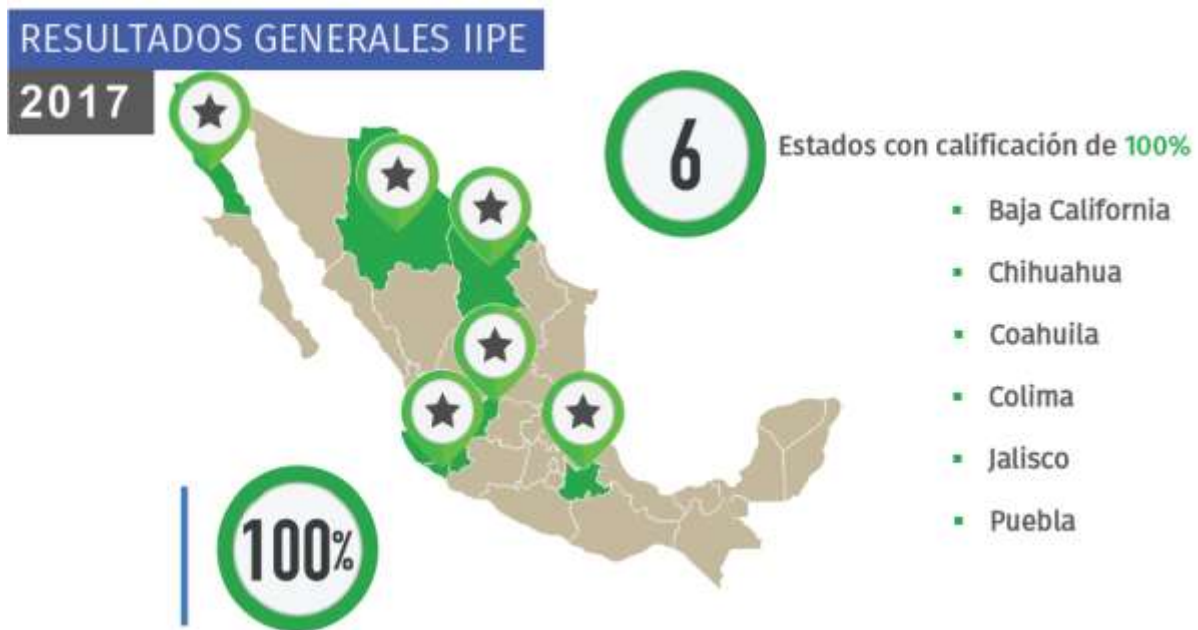 RESULTADOS GENERALES IIPE
2017
6
Estados con calificación de 100%
▪ Baja California
▪ Chihuahua
▪ Coahuila
▪ Colima
▪ Jalisco
▪ Puebla
100%